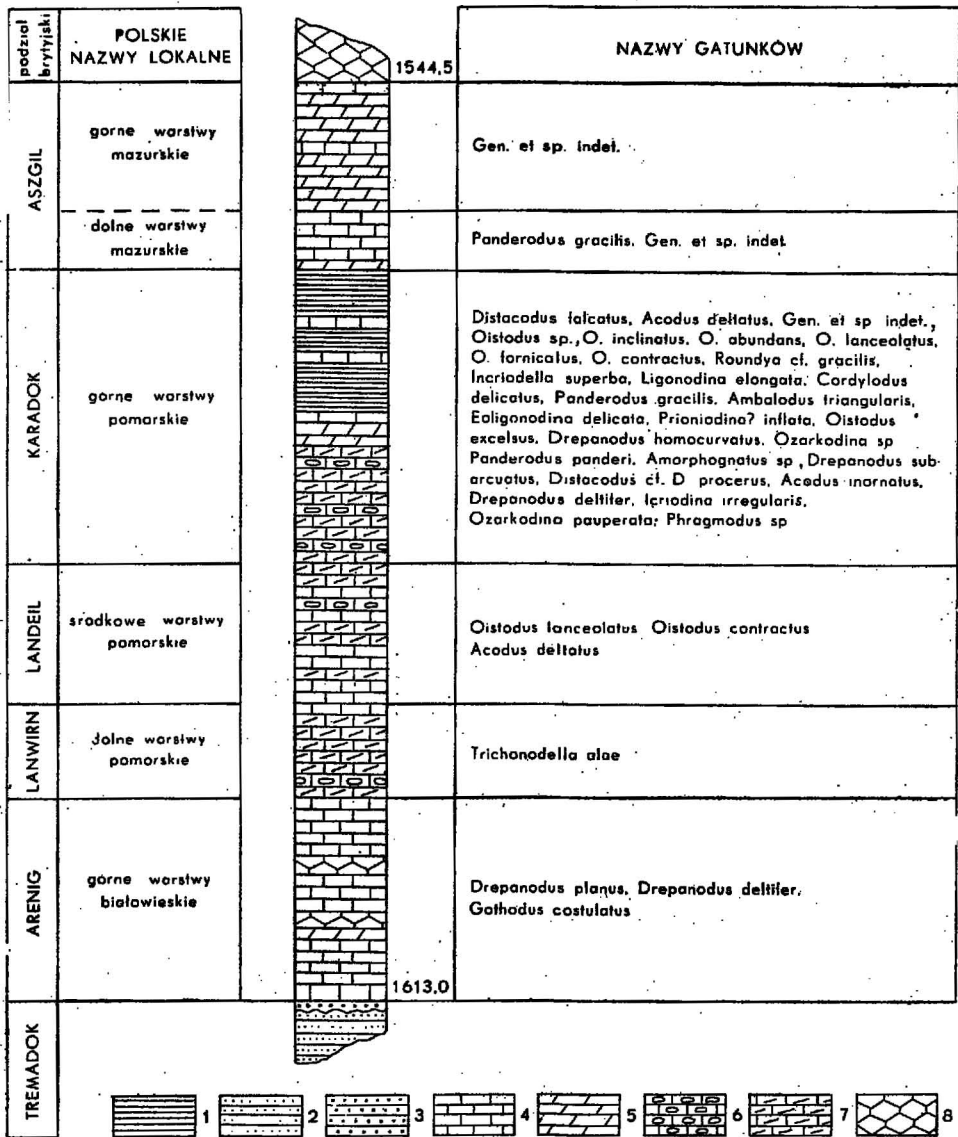 podział brytyjski
POLSKIE
NAZWY LOKALNE
NAZWY GATUNKÓW
1544,5
ASZGIL
gorne warstwy
mazurskie
Gen. et sp. indet.
dolne warstwy
mazurskie
Panderodus gracilis. Gen. et sp. indet
KARADOK
gorne warstwy
pomorskie
Distacodus falcatus, Acodus deltatus, Gen. et sp indet.,
Oistodus sp., O. inclinatus, O. abundans, O. lanceolatus,
O. fornicalus, O. contractus, Roundya cf. gracilis,
Incriodella superba, Ligonodina elongata, Cordylodus
delicatus, Panderodus gracilis. Ambalodus triangularis,
Eoligonodina delicata, Prioniodina? inflata, Oistodus
excelsus, Drepanodus homocurvatus, Ozarkodina sp
Panderodus panderi, Amorphognatus sp, Drepanodus sub-
arcuatus, Distacodus cf. D procerus, Acodus inornatus,
Drepanodus deltifer, Icriodina irregularis,
Ozarkodina pauperata; Phragmodus sp
LANDEIL
srodkowe warstwy
pomorskie
Oistodus lanceolatus Oistodus contractus
Acodus deltatus
LANWIRN
dolne warstwy
pomorskie
Trichonodella alae
ARENIG
górne warstwy
białowieskie
Drepanodus planus, Drepanodus deltifer,
Gothodus costulatus
1613,0
TREMADOK
1 2 3 4 5 6 7 8